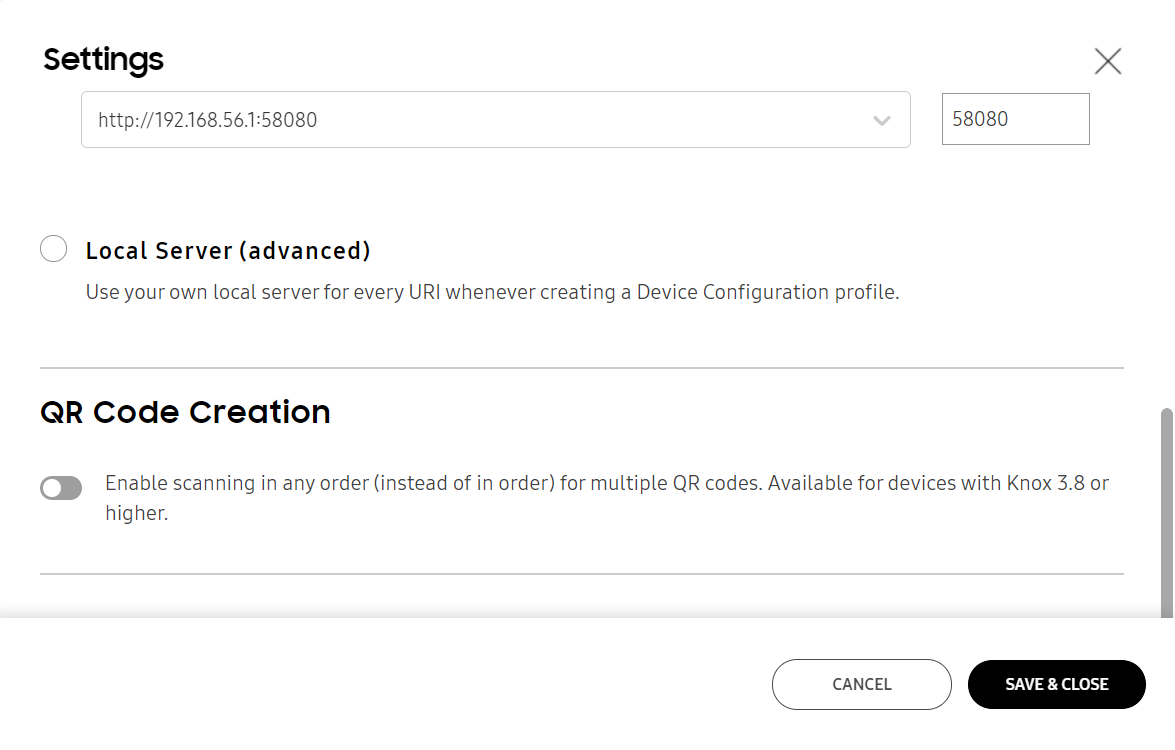 Settings
http://192.168.56.1:58080
58080
Local Server (advanced)
Use your own local server for every URI whenever creating a Device Configuration profile.
QR Code Creation
Enable scanning in any order (instead of in order) for multiple QR codes. Available for devices with Knox 3.8 or
higher.
CANCEL
SAVE & CLOSE